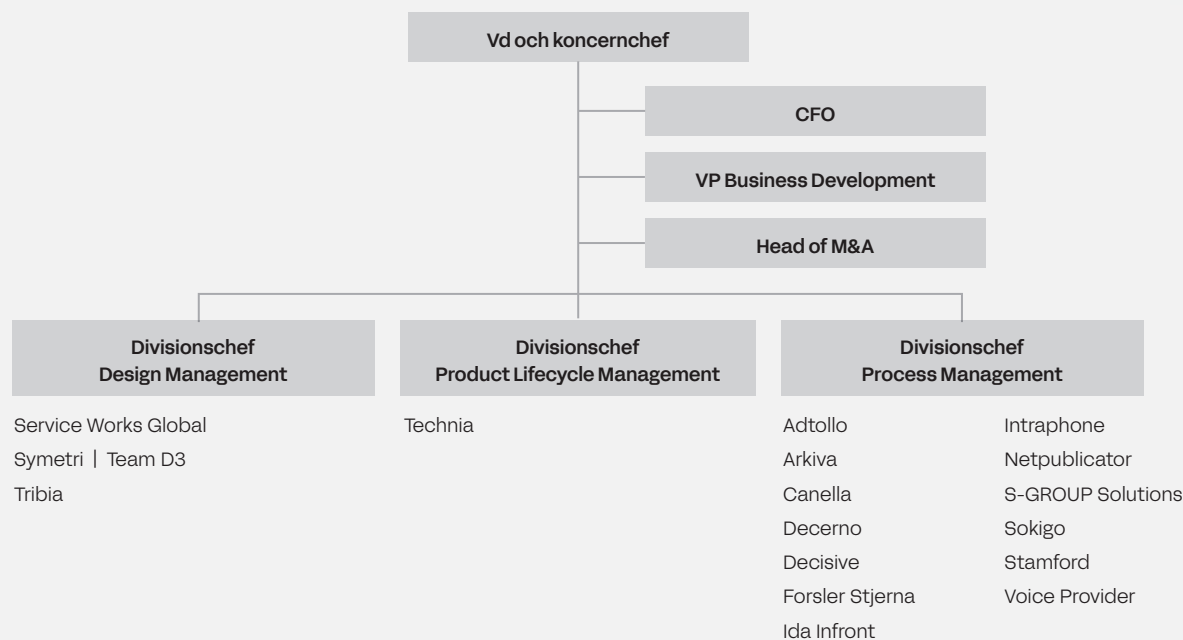 Vd och koncernchef
CFO
VP Business Development
Head of M&A
Divisionschef
Design Management
Service Works Global
Symetri | Team D3
Tribia
Divisionschef
Product Lifecycle Management
Technia
Divisionschef
Process Management
Adtollo
Arkiva
Canella
Decerno
Decisive
Forsler Stjerna
Ida Infront
Intraphone
Netpublicator
S-GROUP Solutions
Sokigo
Stamford
Voice Provider